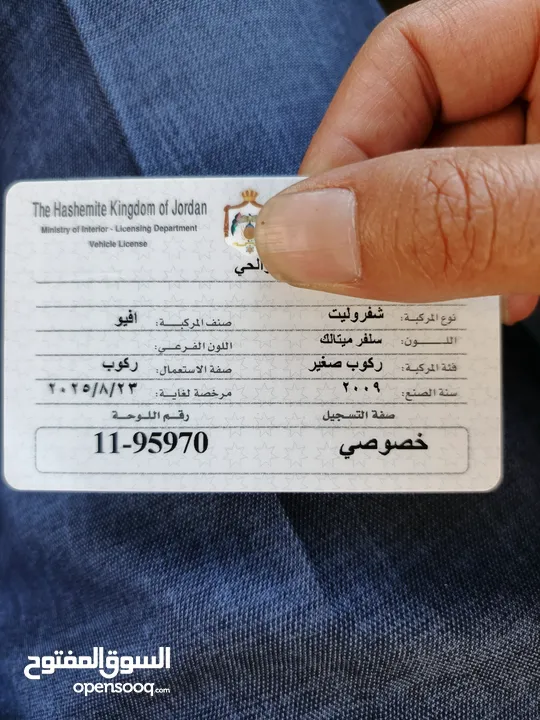 The Hashemite Kingdom of Jordan
Ministry of Interior - Licensing Department
Vehicle License
نوع المركبة: شفروليت صنف المركبة: افيو
اللـــون: سلفر ميتالك اللون الفرعي:
فئة المركبة: ركوب صغير صفة الاستعمال: ركوب
سنة الصنع: ٢٠٠٩ مرخصة لغاية: ٢٠٢٥/٨/٢٣
صفة التسجيل رقم اللوحة
خصوصي 11-95970
السوق المفتوح
opensooq.com